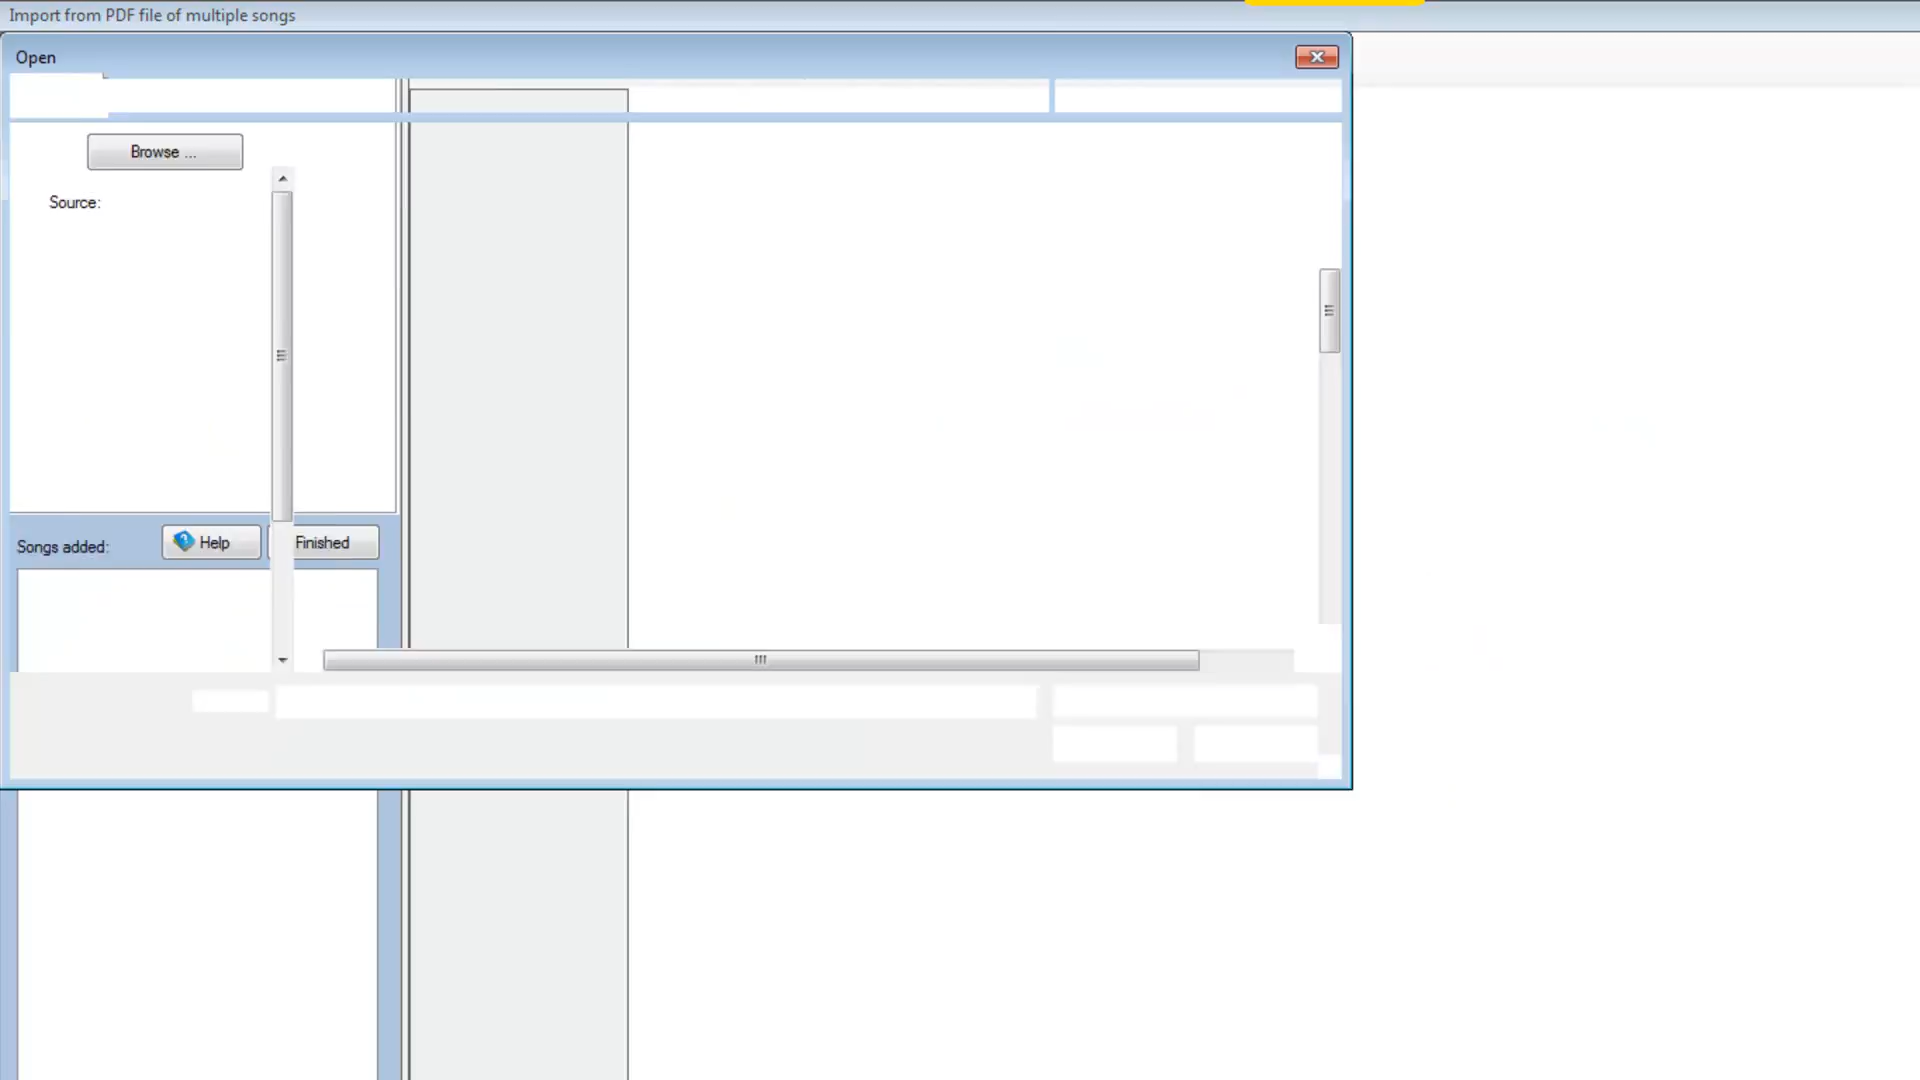 Import from PDF file of multiple songs
Open
Browse ...
Source:
Songs added:
Help
Finished